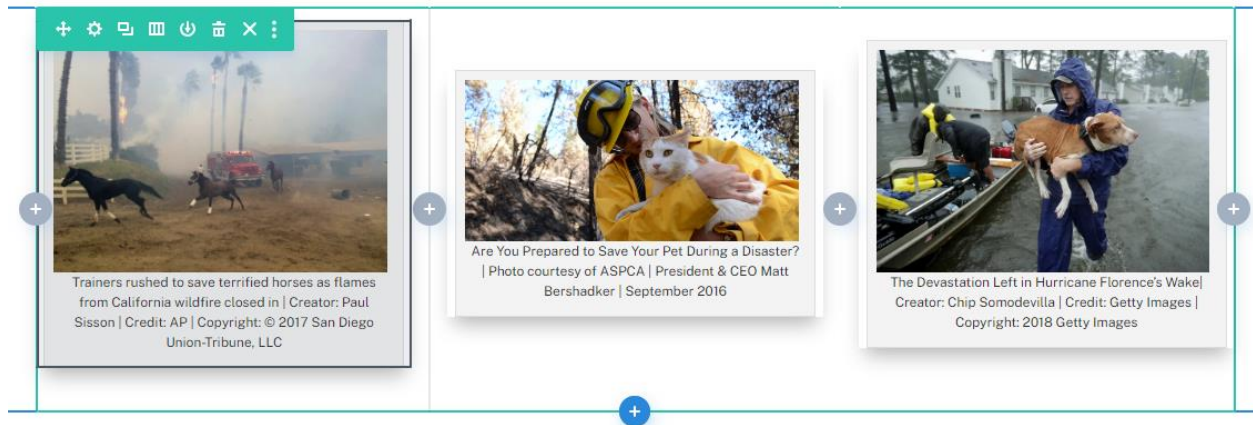 Trainers rushed to save terrified horses as flames
from California wildfire closed in | Creator: Paul
Sisson | Credit: AP | Copyright: © 2017 San Diego
Union-Tribune, LLC
Are You Prepared to Save Your Pet During a Disaster?
| Photo courtesy of ASPCA | President & CEO Matt
Bershadker | September 2016
The Devastation Left in Hurricane Florence’s Wake|
Creator: Chip Somodevilla | Credit: Getty Images |
Copyright: 2018 Getty Images